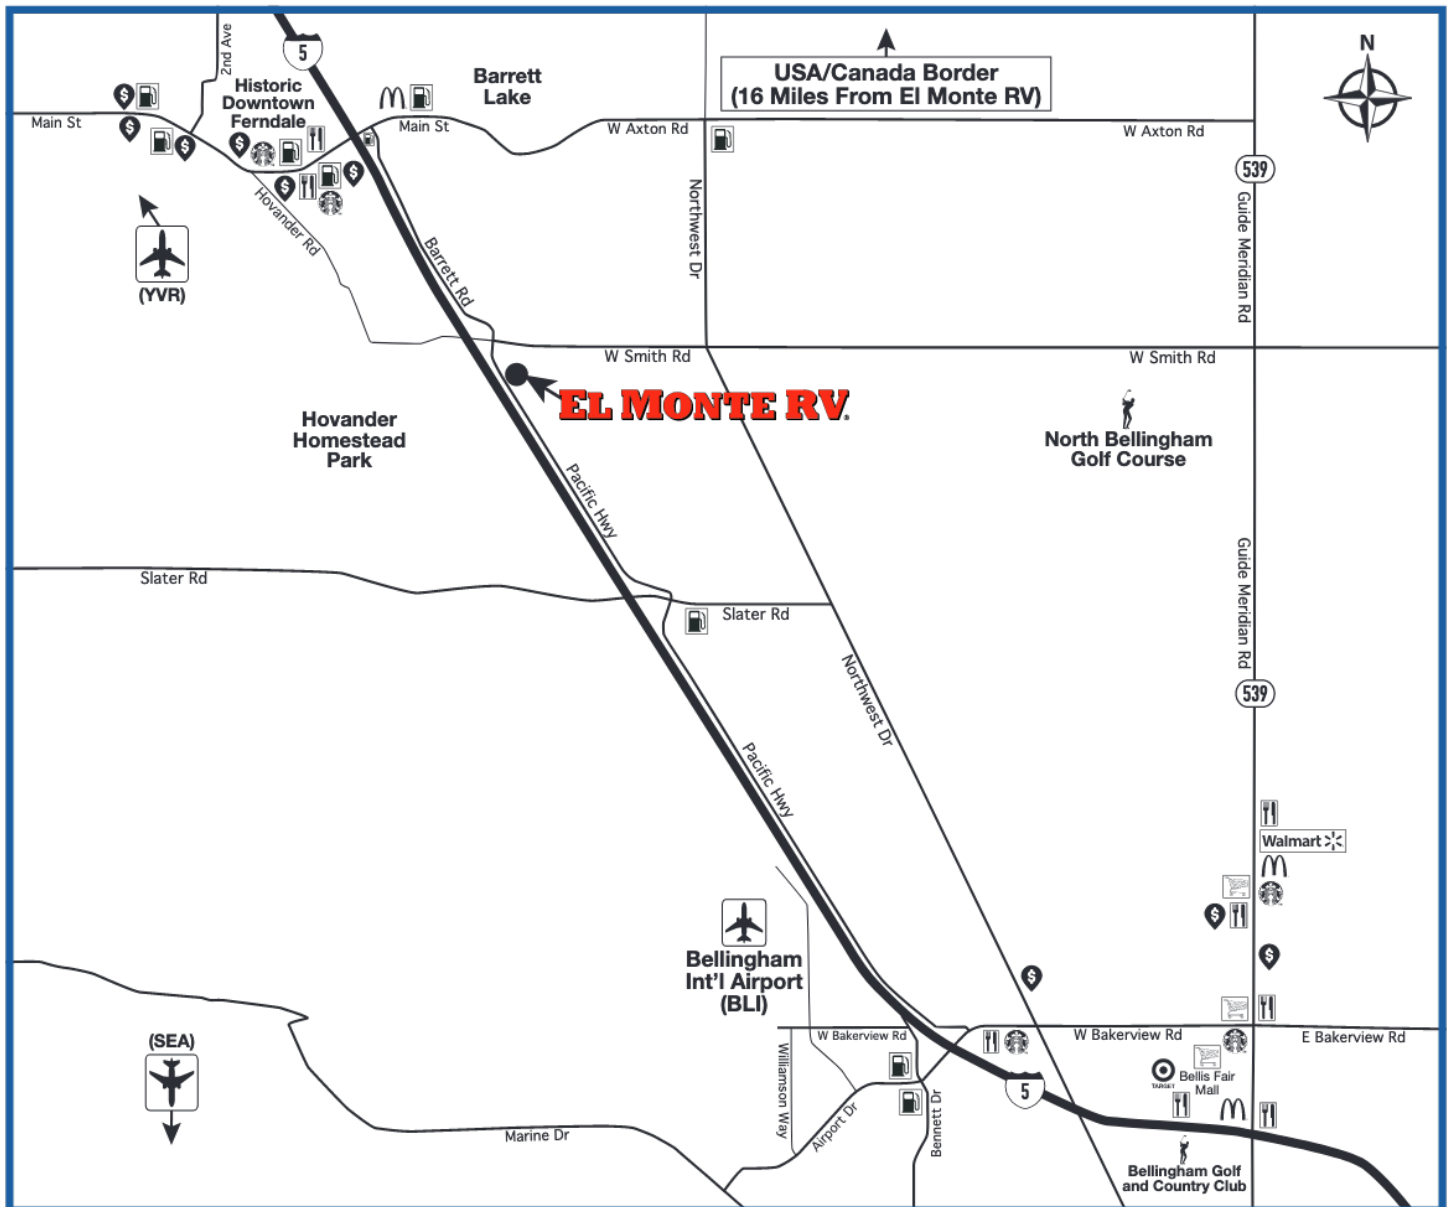 N
5
2nd Ave
Historic
Downtown
Ferndale
Barrett
Lake
USA/Canada Border
(16 Miles From El Monte RV)
Main St
Main St
W Axton Rd
W Axton Rd
539
Hovander Rd
Northwest Dr
Guide Meridian Rd
(YVR)
Barrett Rd
W Smith Rd
W Smith Rd
EL MONTE RV
Hovander
Homestead
Park
North Bellingham
Golf Course
Pacific Hwy
Slater Rd
Slater Rd
Guide Meridian Rd
539
Northwest Dr
Pacific Hwy
Walmart
Bellingham
Int'l Airport
(BLI)
(SEA)
W Bakerview Rd
W Bakerview Rd
E Bakerview Rd
Williamson Way
Airport Dr
Bennett Dr
5
TARGET
Bellis Fair
Mall
Marine Dr
Bellingham Golf
and Country Club